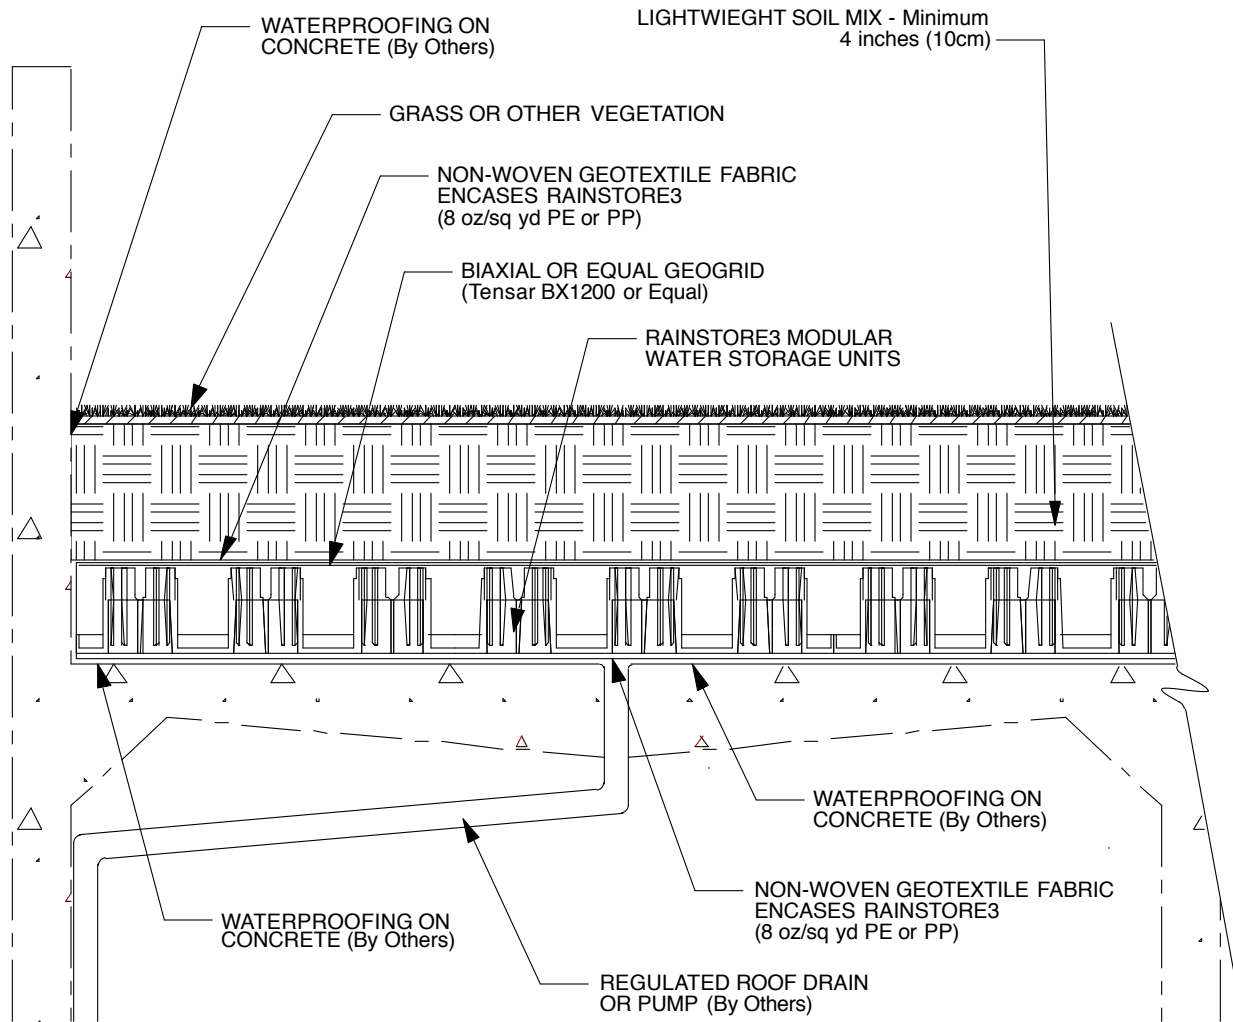 WATERPROOFING ON
CONCRETE (By Others)
LIGHTWIEGHT SOIL MIX - Minimum
4 inches (10cm)
GRASS OR OTHER VEGETATION
NON-WOVEN GEOTEXTILE FABRIC
ENCASES RAINSTORE3
(8 oz/sq yd PE or PP)
BIAXIAL OR EQUAL GEOGRID
(Tensar BX1200 or Equal)
RAINSTORE3 MODULAR
WATER STORAGE UNITS
WATERPROOFING ON
CONCRETE (By Others)
NON-WOVEN GEOTEXTILE FABRIC
ENCASES RAINSTORE3
(8 oz/sq yd PE or PP)
WATERPROOFING ON
CONCRETE (By Others)
REGULATED ROOF DRAIN
OR PUMP (By Others)